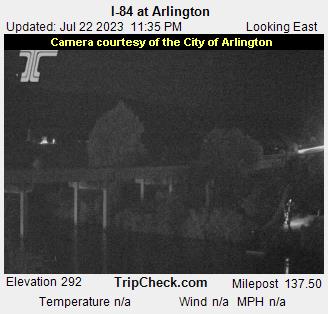 I-84 at Arlington
Updated: Jul 22 2023 11:35 PM Looking East
Camera courtesy of the City of Arlington
Elevation 292 TripCheck.com Milepost 137.50
Temperature n/a Wind n/a MPH n/a